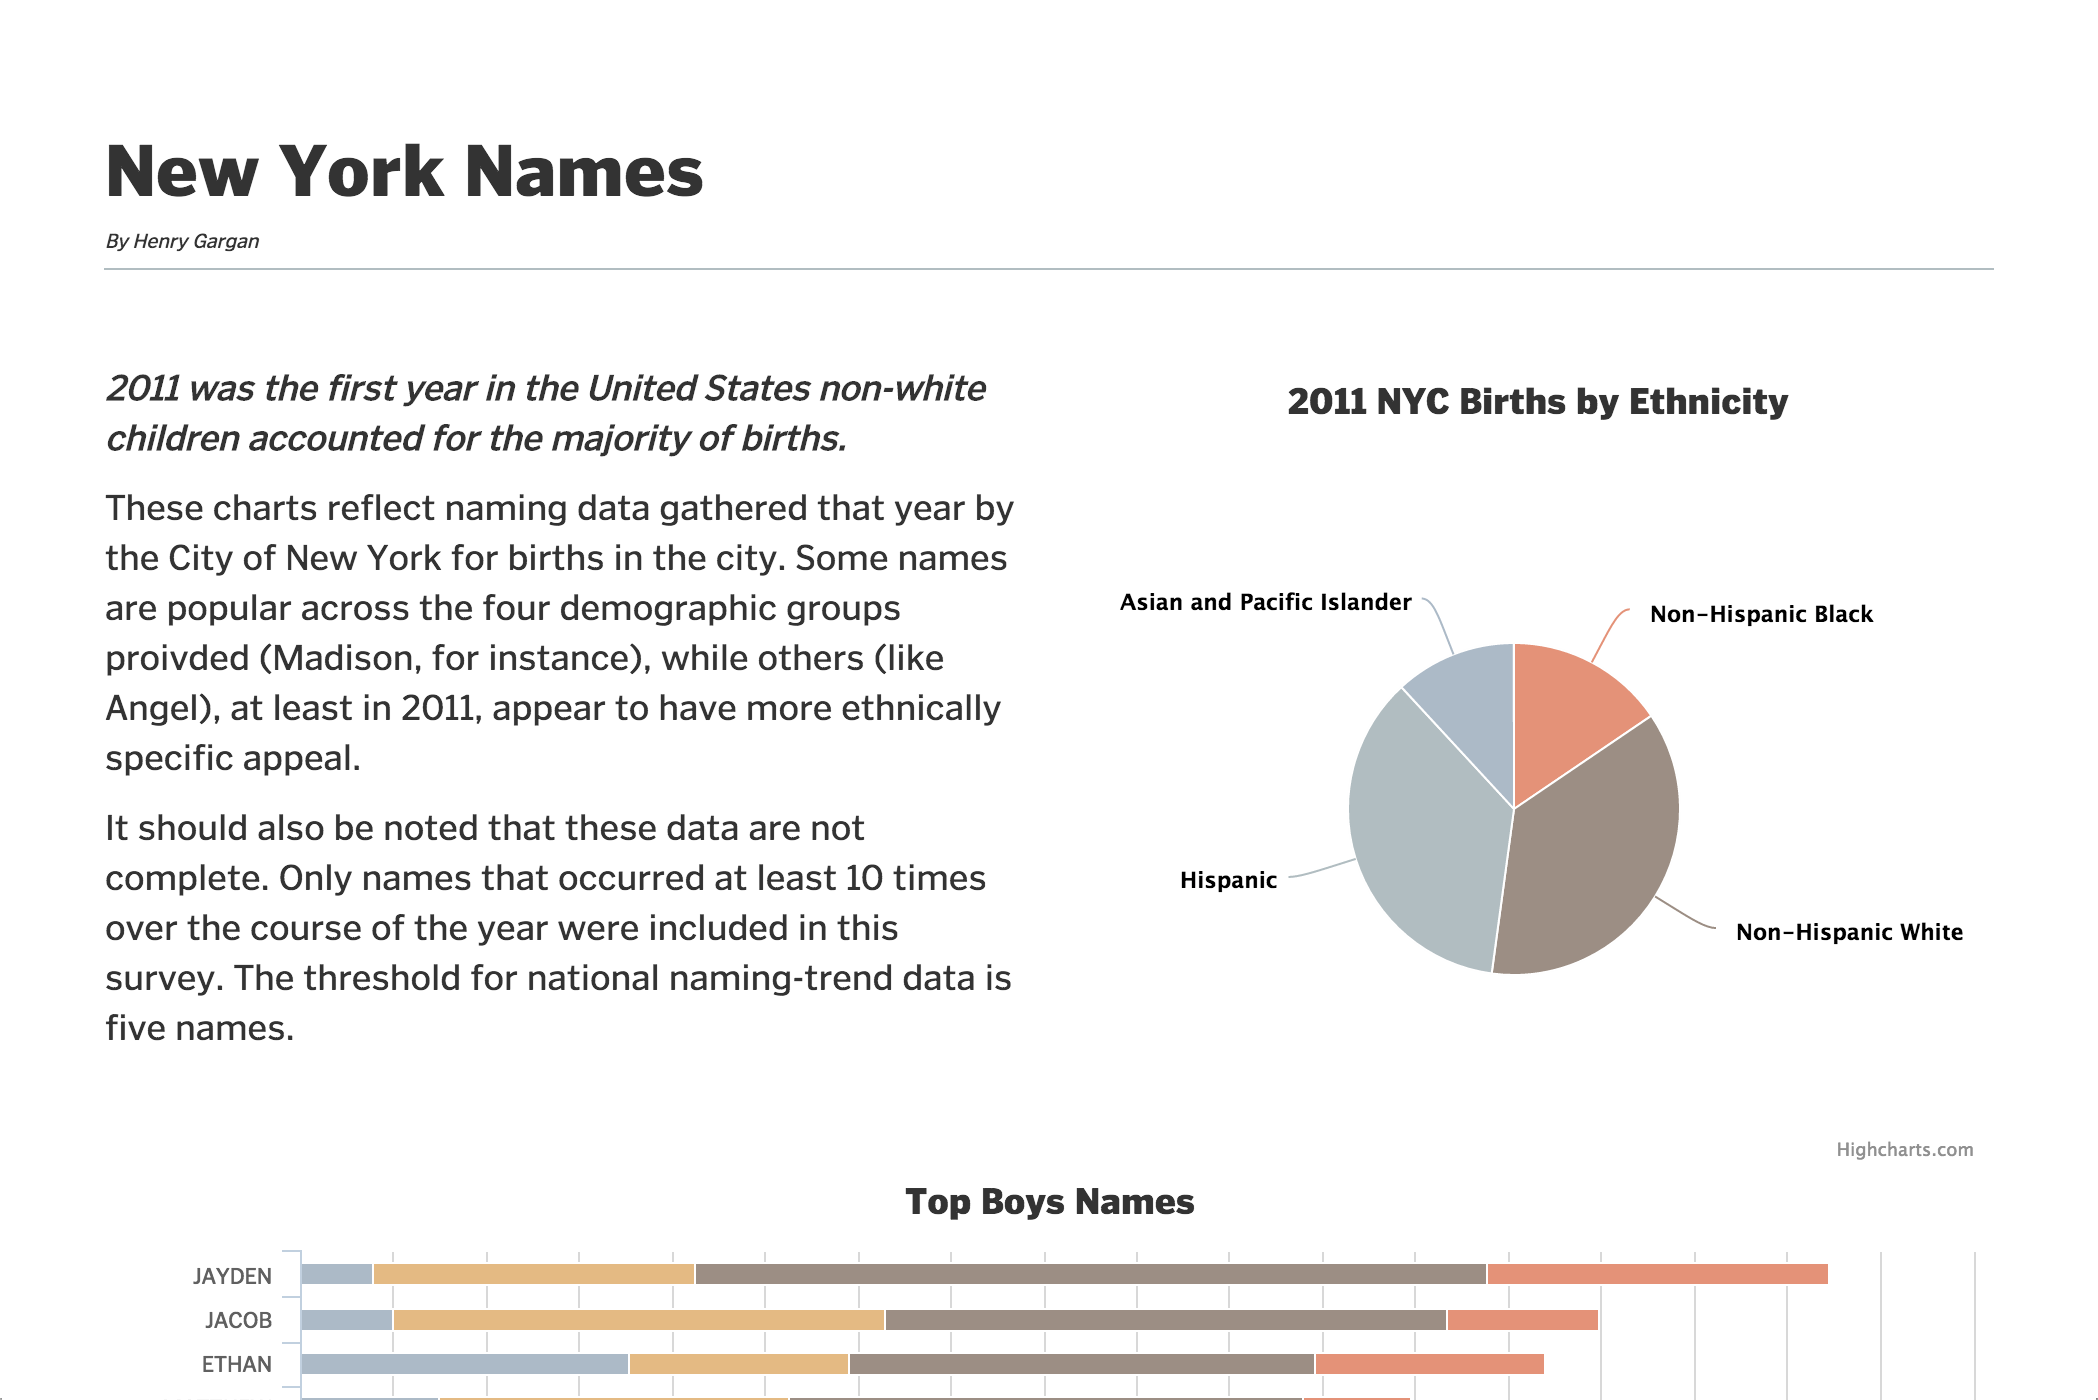 New York Names
By Henry Gargan
2011 was the first year in the United States non-white
children accounted for the majority of births.
These charts reflect naming data gathered that year by
the City of New York for births in the city. Some names
are popular across the four demographic groups
proivded (Madison, for instance), while others (like
Angel), at least in 2011, appear to have more ethnically
specific appeal.
It should also be noted that these data are not
complete. Only names that occurred at least 10 times
over the course of the year were included in this
survey. The threshold for national naming-trend data is
five names.
2011 NYC Births by Ethnicity
Asian and Pacific Islander
Non-Hispanic Black
Hispanic
Non-Hispanic White
Highcharts.com
Top Boys Names
JAYDEN
JACOB
ETHAN